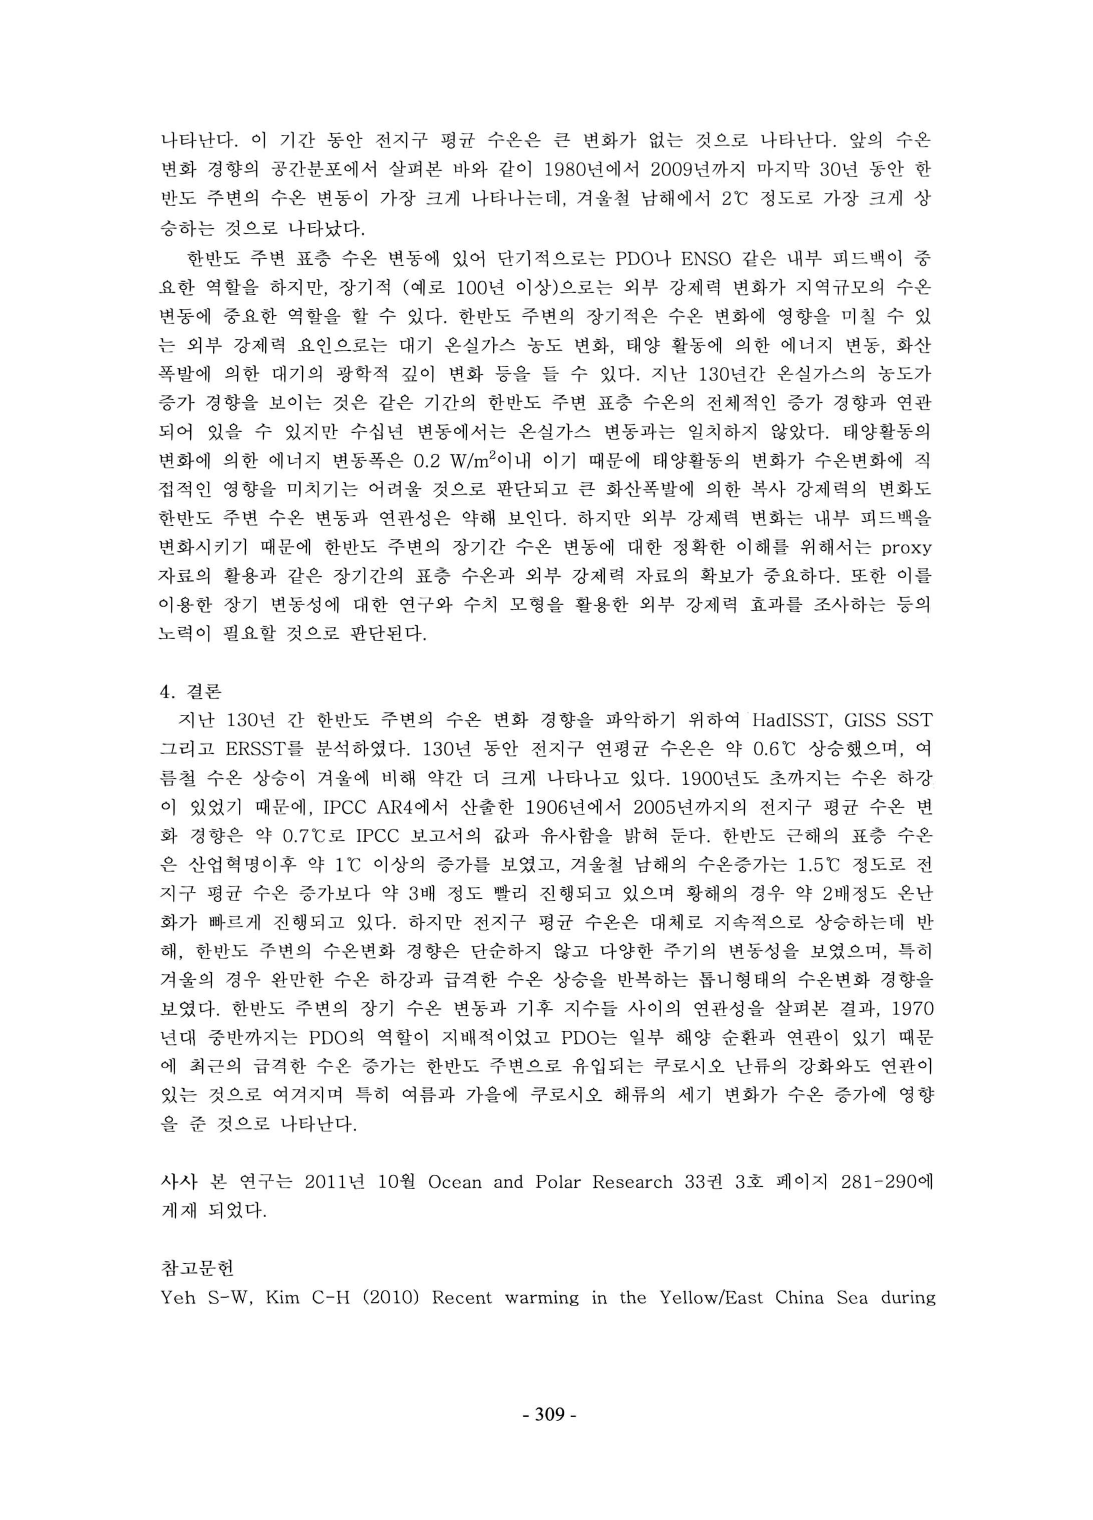 나타난다. 이 기간 동안 전지구 평균 수온은 큰 변화가 없는 것으로 나타난다. 앞의 수온
변화 경향의 공간분포에서 살펴본 바와 같이 1980년에서 2009년까지 마지막 30년 동안 한
반도 주변의 수온 변동이 가장 크게 나타나는데, 겨울철 남해에서 2℃ 정도로 가장 크게 상
승하는 것으로 나타났다.
한반도 주변 표층 수온 변동에 있어 단기적으로는 PDO나 ENSO 같은 내부 피드백이 중
요한 역할을 하지만, 장기적 (예로 100년 이상)으로는 외부 강제력 변화가 지역규모의 수온
변동에 중요한 역할을 할 수 있다. 한반도 주변의 장기적은 수온 변화에 영향을 미칠 수 있
는 외부 강제력 요인으로는 대기 온실가스 농도 변화, 태양 활동에 의한 에너지 변동, 화산
폭발에 의한 대기의 광학적 깊이 변화 등을 들 수 있다. 지난 130년간 온실가스의 농도가
증가 경향을 보이는 것은 같은 기간의 한반도 주변 표층 수온의 전체적인 증가 경향과 연관
되어 있을 수 있지만 수십년 변동에서는 온실가스 변동과는 일치하지 않았다. 태양활동의
변화에 의한 에너지 변동폭은 0.2 W/m²이내 이기 때문에 태양활동의 변화가 수온변화에 직
접적인 영향을 미치기는 어려울 것으로 판단되고 큰 화산폭발에 의한 복사 강제력의 변화도
한반도 주변 수온 변동과 연관성은 약해 보인다. 하지만 외부 강제력 변화는 내부 피드백을
변화시키기 때문에 한반도 주변의 장기간 수온 변동에 대한 정확한 이해를 위해서는 proxy
자료의 활용과 같은 장기간의 표층 수온과 외부 강제력 자료의 확보가 중요하다. 또한 이를
이용한 장기 변동성에 대한 연구와 수치 모형을 활용한 외부 강제력 효과를 조사하는 등의
노력이 필요할 것으로 판단된다.
4. 결론
지난 130년 간 한반도 주변의 수온 변화 경향을 파악하기 위하여 HadISST, GISS SST
그리고 ERSST를 분석하였다. 130년 동안 전지구 연평균 수온은 약 0.6℃ 상승했으며, 여
름철 수온 상승이 겨울에 비해 약간 더 크게 나타나고 있다. 1900년도 초까지는 수온 하강
이 있었기 때문에, IPCC AR4에서 산출한 1906년에서 2005년까지의 전지구 평균 수온 변
화 경향은 약 0.7℃로 IPCC 보고서의 값과 유사함을 밝혀 둔다. 한반도 근해의 표층 수온
은 산업혁명이후 약 1℃ 이상의 증가를 보였고, 겨울철 남해의 수온증가는 1.5℃ 정도로 전
지구 평균 수온 증가보다 약 3배 정도 빨리 진행되고 있으며 황해의 경우 약 2배정도 온난
화가 빠르게 진행되고 있다. 하지만 전지구 평균 수온은 대체로 지속적으로 상승하는데 반
해, 한반도 주변의 수온변화 경향은 단순하지 않고 다양한 주기의 변동성을 보였으며, 특히
겨울의 경우 완만한 수온 하강과 급격한 수온 상승을 반복하는 톱니형태의 수온변화 경향을
보였다. 한반도 주변의 장기 수온 변동과 기후 지수들 사이의 연관성을 살펴본 결과, 1970
년대 중반까지는 PDO의 역할이 지배적이었고 PDO는 일부 해양 순환과 연관이 있기 때문
에 최근의 급격한 수온 증가는 한반도 주변으로 유입되는 쿠로시오 난류의 강화와도 연관이
있는 것으로 여겨지며 특히 여름과 가을에 쿠로시오 해류의 세기 변화가 수온 증가에 영향
을 준 것으로 나타난다.
사사 본 연구는 2011년 10월 Ocean and Polar Research 33권 3호 페이지 281-290에
게재 되었다.
참고문헌
Yeh S-W, Kim C-H (2010) Recent warming in the Yellow/East China Sea during
- 309 -